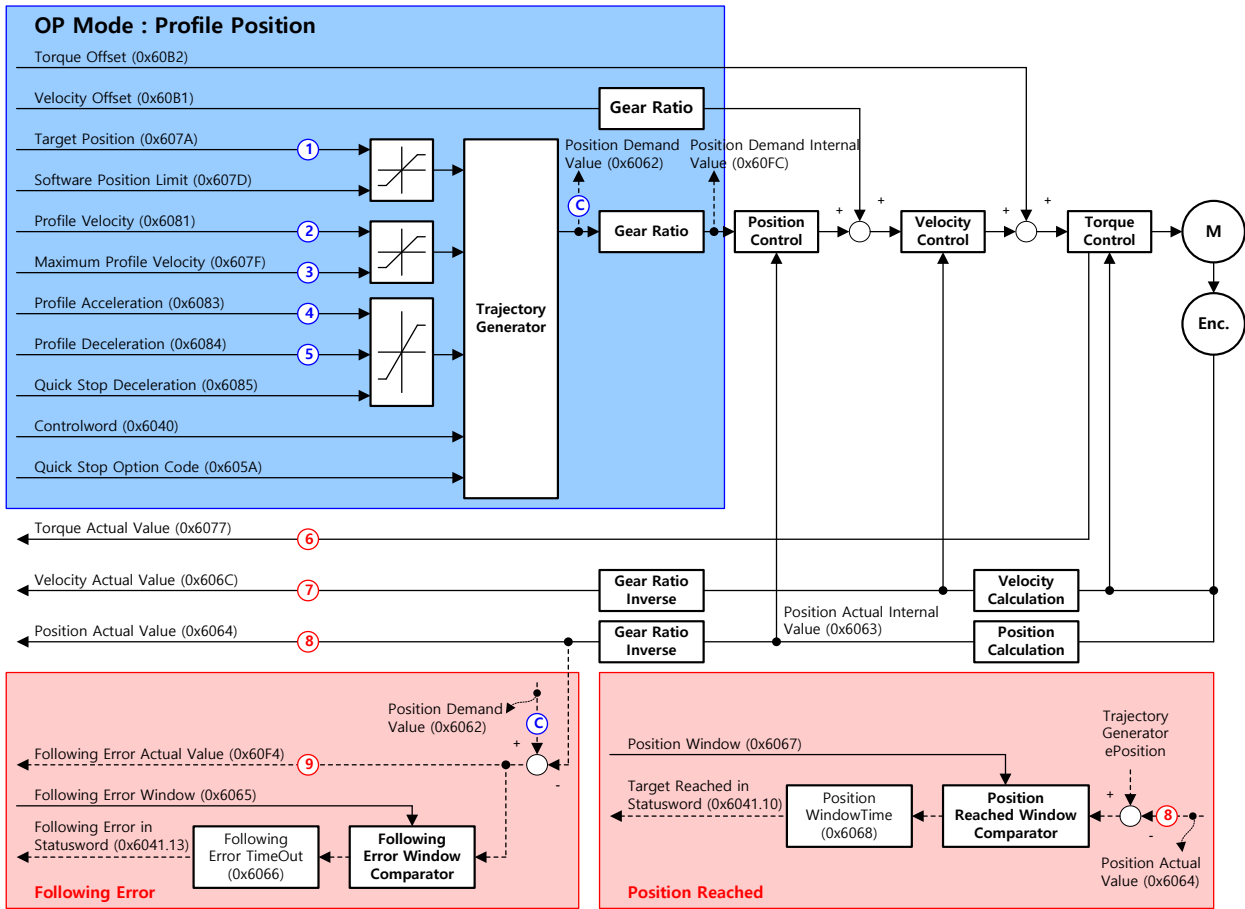 OP Mode : Profile Position
Torque Offset (0x60B2)
Velocity Offset (0x60B1)
Gear Ratio
Target Position (0x607A)
1
Position Demand
Value (0x6062)
Position Demand Internal
Value (0x60FC)
Software Position Limit (0x607D)
C
Profile Velocity (0x6081)
2
Gear Ratio
Position
Control
+
+
Velocity
Control
+
+
Torque
Control
M
Maximum Profile Velocity (0x607F)
3
Profile Acceleration (0x6083)
4
Trajectory
Generator
Enc.
Profile Deceleration (0x6084)
5
Quick Stop Deceleration (0x6085)
Controlword (0x6040)
Quick Stop Option Code (0x605A)
Torque Actual Value (0x6077)
6
Velocity Actual Value (0x606C)
7
Gear Ratio
Inverse
Velocity
Calculation
Position Actual Value (0x6064)
8
Gear Ratio
Inverse
Position Actual Internal
Value (0x6063)
Position
Calculation
Position Demand
Value (0x6062)
C
+
-
Following Error Actual Value (0x60F4)
9
Following Error Window (0x6065)
Following Error in
Statusword (0x6041.13)
Following
Error TimeOut
(0x6066)
Following
Error Window
Comparator
Following Error
Trajectory
Generator
ePosition
Position Window (0x6067)
Target Reached in
Statusword (0x6041.10)
Position
WindowTime
(0x6068)
Position
Reached Window
Comparator
+
-
8
Position Actual
Value (0x6064)
Position Reached